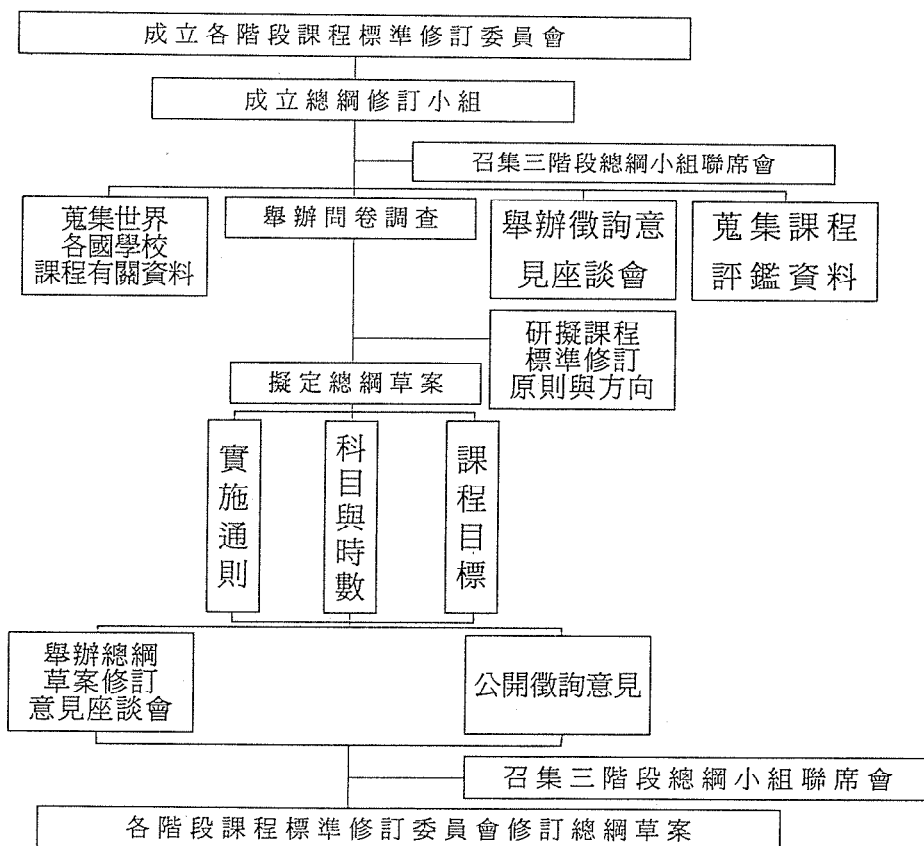 成立各階段課程標準修訂委員會
成立總綱修訂小組
召集三階段總綱小組聯席會
蒐集世界
各國學校
課程有關資料
舉辦問卷調查
舉辦徵詢意
見座談會
蒐集課程
評鑑資料
研擬課程
標準修訂
原則與方向
擬定總綱草案
實施通則
科目與時數
課程目標
舉辦總綱
草案修訂
意見座談會
公開徵詢意見
召集三階段總綱小組聯席會
各階段課程標準修訂委員會修訂總綱草案